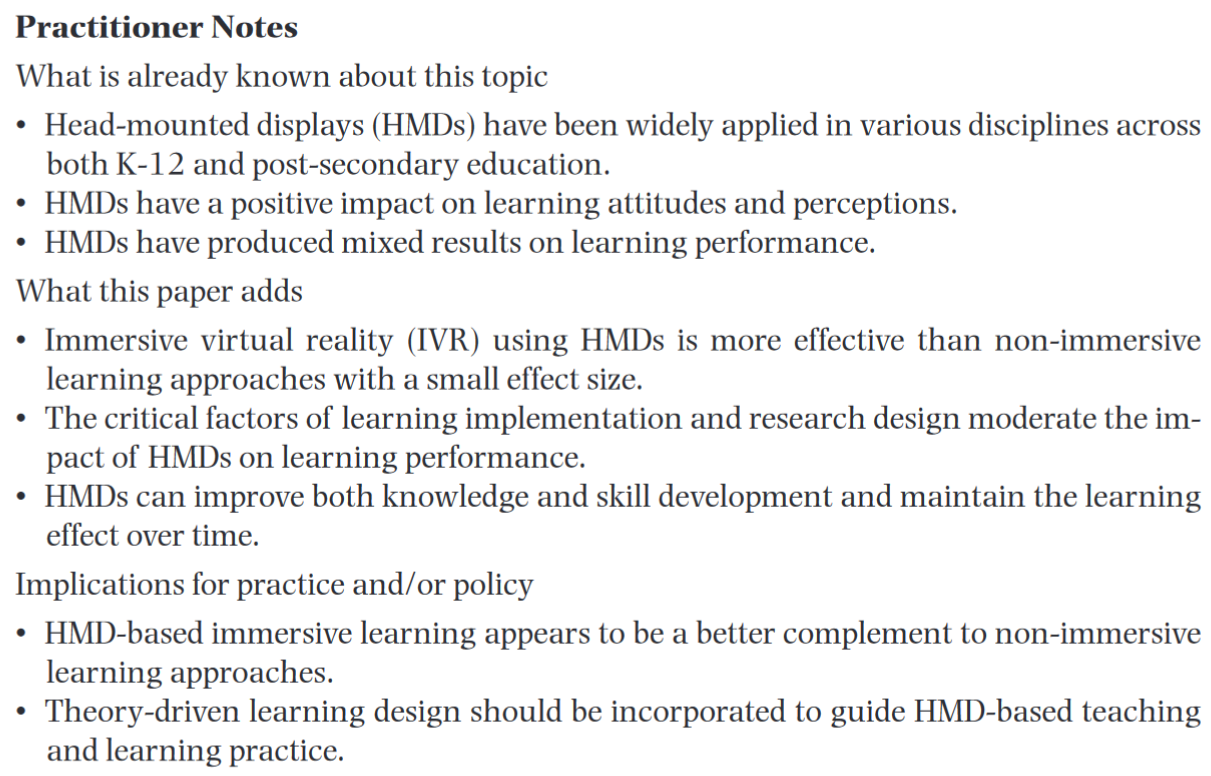 Practitioner Notes
What is already known about this topic
• Head-mounted displays (HMDs) have been widely applied in various disciplines across
both K-12 and post-secondary education.
• HMDs have a positive impact on learning attitudes and perceptions.
• HMDs have produced mixed results on learning performance.
What this paper adds
• Immersive virtual reality (IVR) using HMDs is more effective than non-immersive
learning approaches with a small effect size.
• The critical factors of learning implementation and research design moderate the im-
pact of HMDs on learning performance.
• HMDs can improve both knowledge and skill development and maintain the learning
effect over time.
Implications for practice and/or policy
• HMD-based immersive learning appears to be a better complement to non-immersive
learning approaches.
• Theory-driven learning design should be incorporated to guide HMD-based teaching
and learning practice.